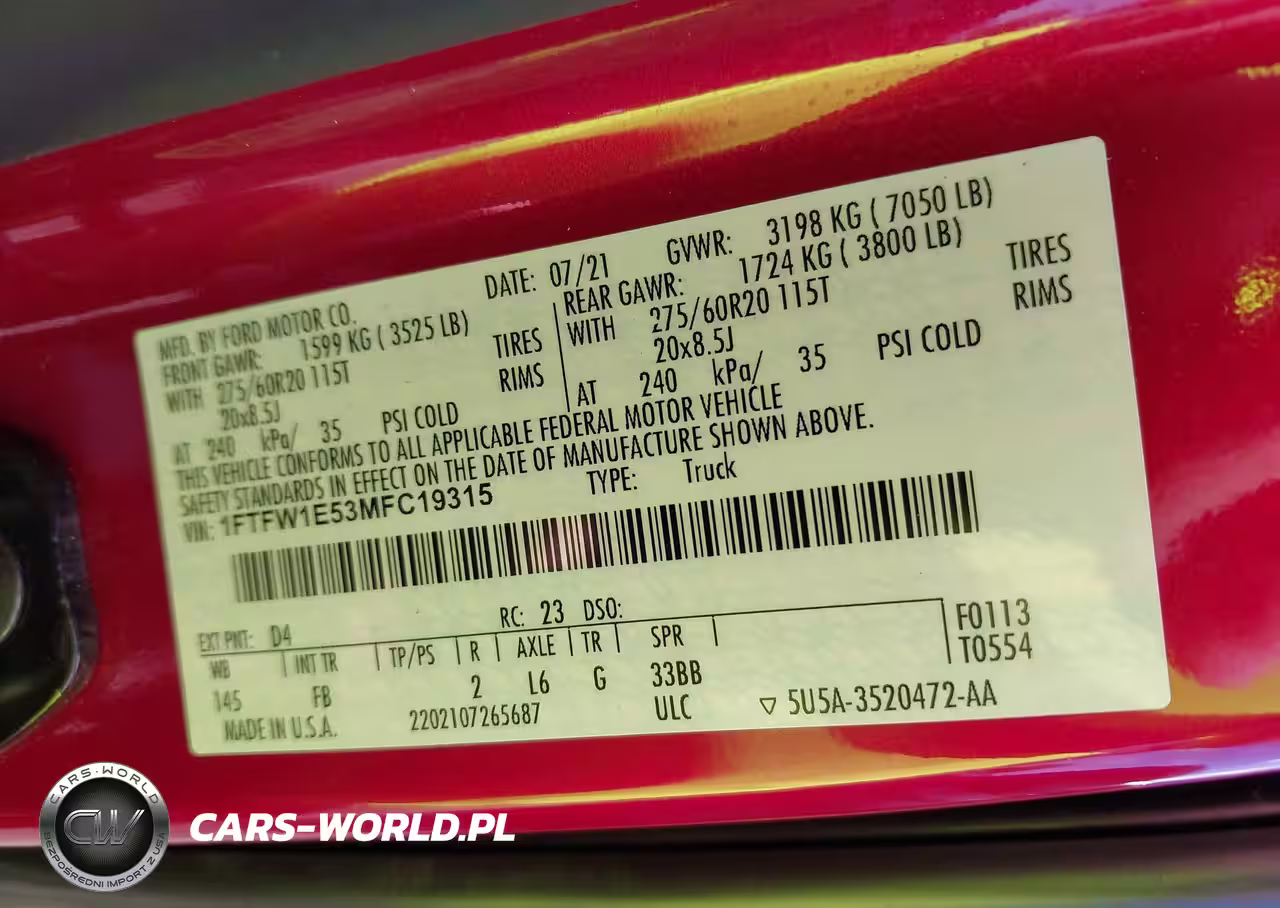 MFD. BY FORD MOTOR CO. DATE: 07/21 GVWR: 3198 KG ( 7050 LB)
FRONT GAWR: 1599 KG ( 3525 LB) REAR GAWR: 1724 KG ( 3800 LB)
WITH 275/60R20 115T TIRES WITH 275/60R20 115T TIRES
20x8.5J RIMS 20x8.5J RIMS
AT 240 kPa/ 35 PSI COLD AT 240 kPa/ 35 PSI COLD
THIS VEHICLE CONFORMS TO ALL APPLICABLE FEDERAL MOTOR VEHICLE
SAFETY STANDARDS IN EFFECT ON THE DATE OF MANUFACTURE SHOWN ABOVE.
VIN: 1FTFW1E53MFC19315 TYPE: Truck
EXT PNT: D4 RC: 23 DSO: F0113
WB INT TR TP/PS R AXLE TR SPR T0554
145 FB 2 L6 G 33BB
MADE IN U.S.A. 2202107265687 ULC ▽ 5U5A-3520472-AA
CARS-WORLD
CW
BEZPOŚREDNI IMPORT Z USA
CARS-WORLD.PL